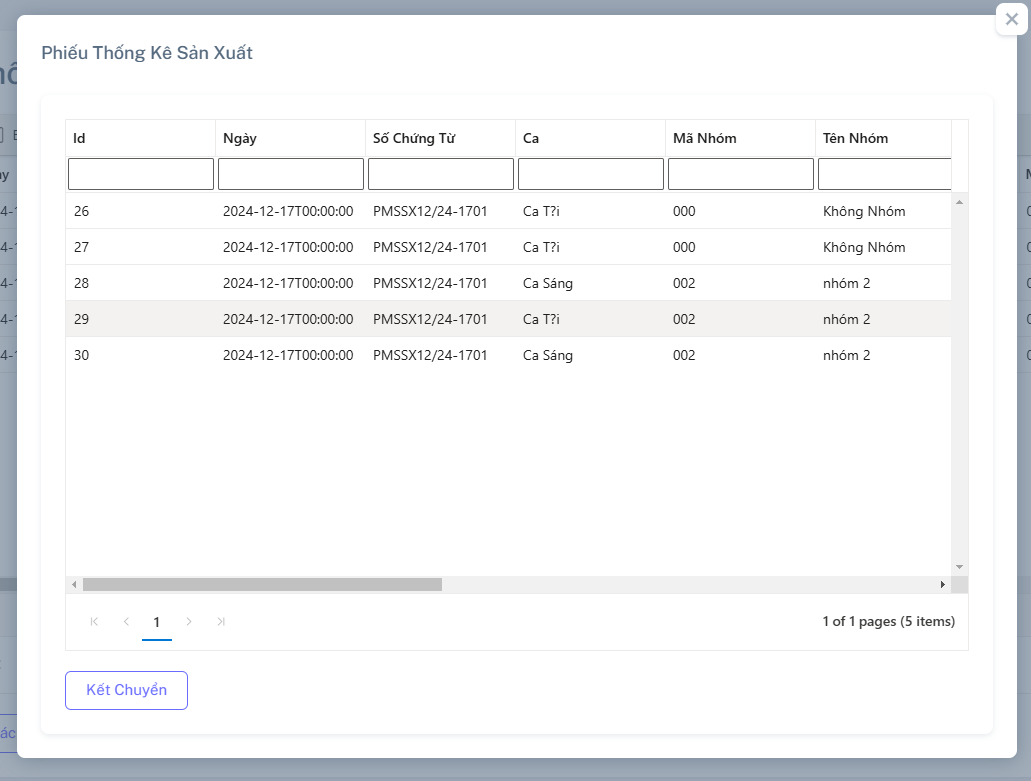 Phiếu Thống Kê Sản Xuất
Id Ngày Số Chứng Từ Ca Mã Nhóm Tên Nhóm
26 2024-12-17T00:00:00 PMSSX12/24-1701 Ca T?i 000 Không Nhóm
27 2024-12-17T00:00:00 PMSSX12/24-1701 Ca T?i 000 Không Nhóm
28 2024-12-17T00:00:00 PMSSX12/24-1701 Ca Sáng 002 nhóm 2
29 2024-12-17T00:00:00 PMSSX12/24-1701 Ca T?i 002 nhóm 2
30 2024-12-17T00:00:00 PMSSX12/24-1701 Ca Sáng 002 nhóm 2
1 1 of 1 pages (5 items)
Kết Chuyển